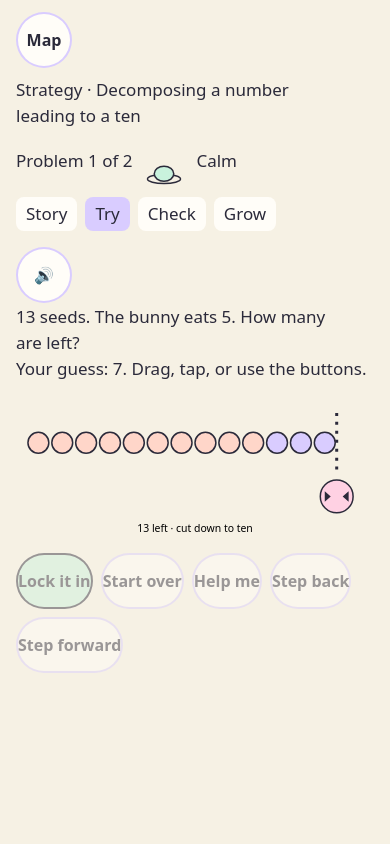 Map
Strategy · Decomposing a number
leading to a ten
Problem 1 of 2
Calm
Story
Try
Check
Grow
13 seeds. The bunny eats 5. How many
are left?
Your guess: 7. Drag, tap, or use the buttons.
13 left · cut down to ten
Lock it in
Start over
Help me
Step back
Step forward